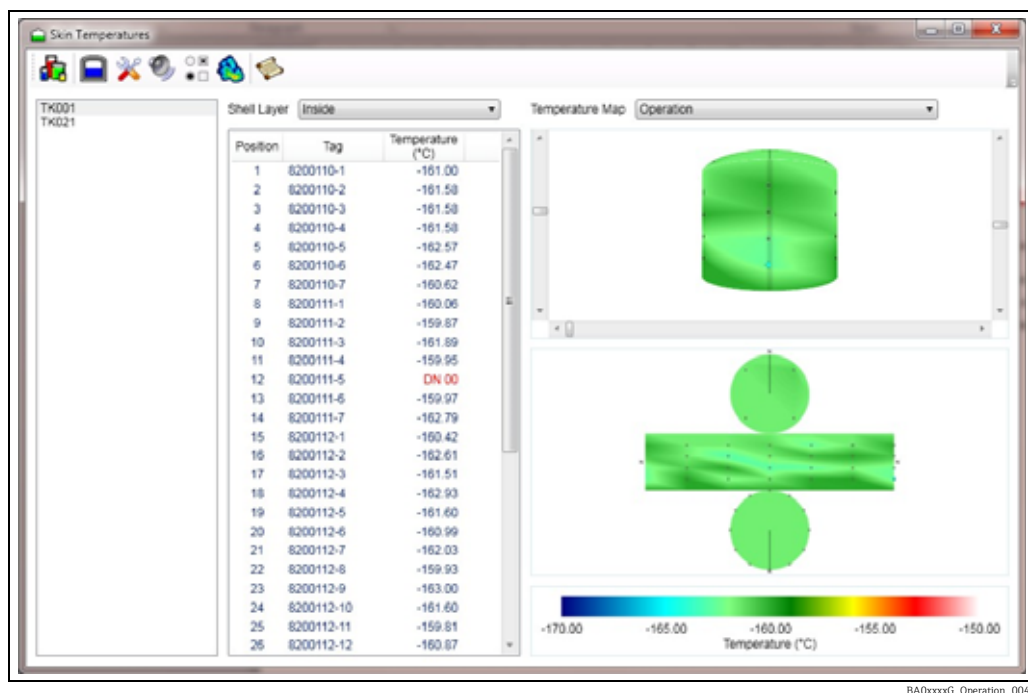 Skin Temperatures
TK001
TK021
Shell Layer Inside
Temperature Map Operation
Position Tag Temperature (°C)
1 8200110-1 -161.00
2 8200110-2 -161.58
3 8200110-3 -161.58
4 8200110-4 -161.58
5 8200110-5 -162.57
6 8200110-6 -162.47
7 8200110-7 -160.62
8 8200111-1 -160.06
9 8200111-2 -159.87
10 8200111-3 -161.89
11 8200111-4 -159.95
12 8200111-5 DN 00
13 8200111-6 -159.97
14 8200111-7 -162.79
15 8200112-1 -160.42
16 8200112-2 -162.61
17 8200112-3 -161.51
18 8200112-4 -162.93
19 8200112-5 -161.60
20 8200112-6 -160.99
21 8200112-7 -162.03
22 8200112-8 -159.93
23 8200112-9 -163.00
24 8200112-10 -161.60
25 8200112-11 -159.81
26 8200112-12 -160.87
-170.00 -165.00 -160.00 -155.00 -150.00
Temperature (°C)
BA0xxxxG_Operation_004